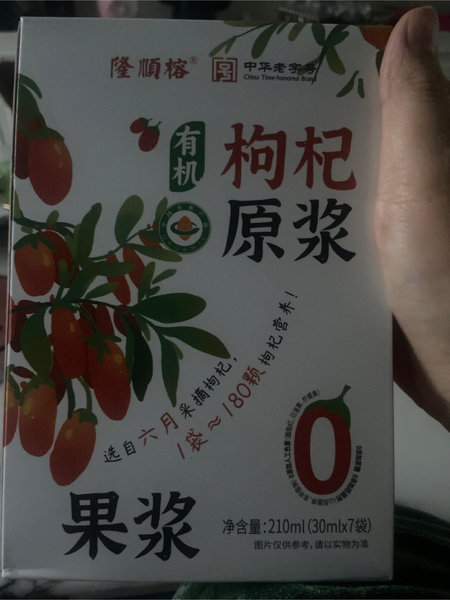 隆順榕®
中华老字号
China Time-honored Brand
有机
枸杞
原浆
选自六月采摘枸杞，
1袋≈180颗枸杞营养！
0
果浆
净含量:210ml(30mlx7袋)
图片仅供参考，请以实物为准